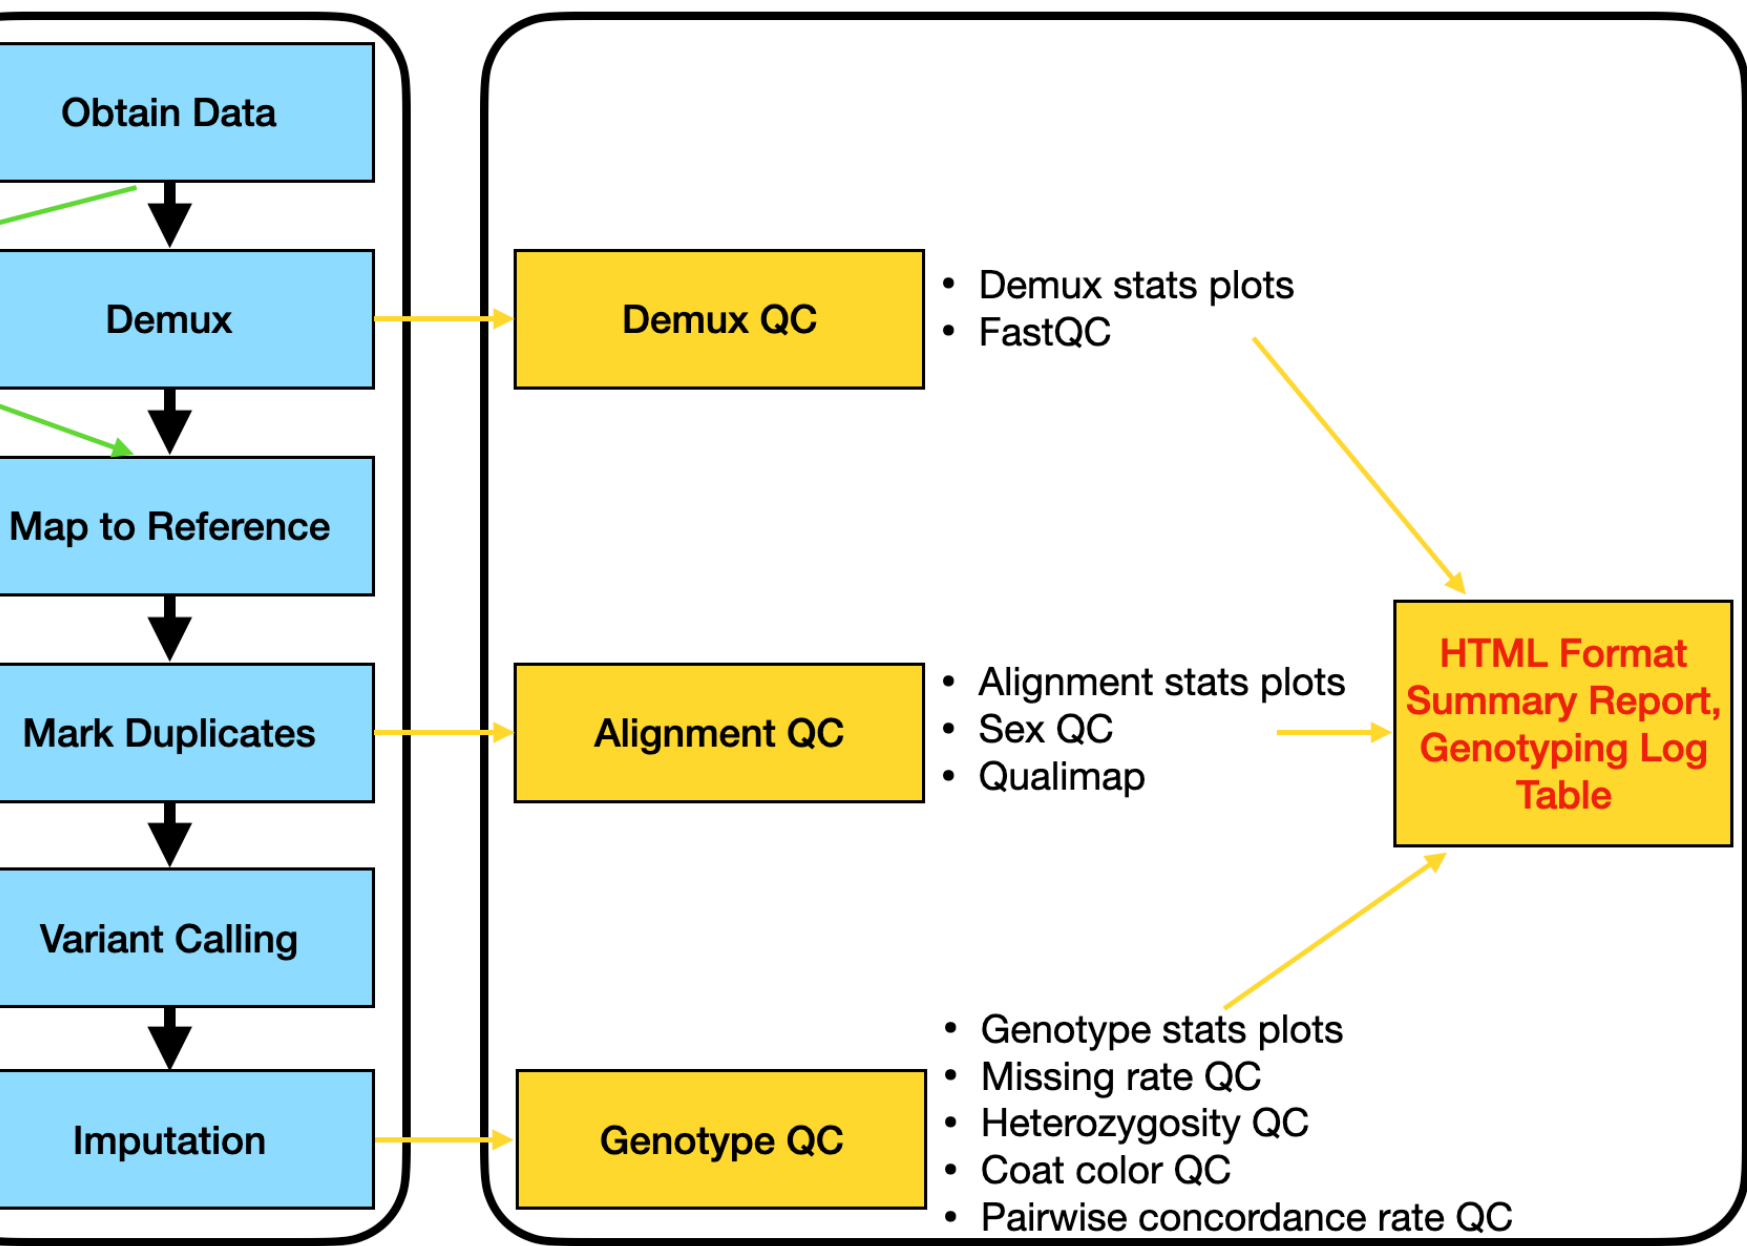 Obtain Data
Demux
Map to Reference
Mark Duplicates
Variant Calling
Imputation
Demux QC
• Demux stats plots
• FastQC
Alignment QC
• Alignment stats plots
• Sex QC
• Qualimap
Genotype QC
• Genotype stats plots
• Missing rate QC
• Heterozygosity QC
• Coat color QC
• Pairwise concordance rate QC
HTML Format
Summary Report,
Genotyping Log
Table